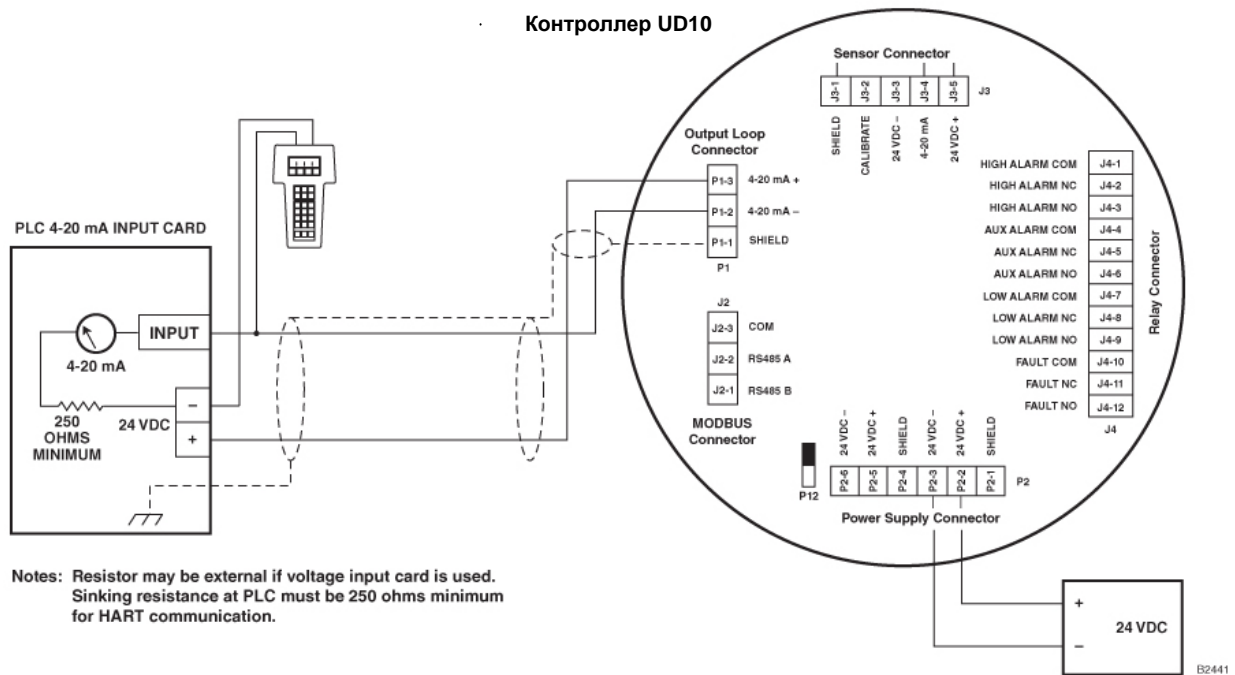 Контроллер UD10
Sensor Connector
J3-1
J3-2
J3-3
J3-4
J3-5
J3
SHIELD
CALIBRATE
24 VDC –
4-20 mA
24 VDC +
Output Loop
Connector
P1-3
4-20 mA +
P1-2
4-20 mA –
P1-1
SHIELD
P1
HIGH ALARM COM
J4-1
HIGH ALARM NC
J4-2
HIGH ALARM NO
J4-3
AUX ALARM COM
J4-4
AUX ALARM NC
J4-5
AUX ALARM NO
J4-6
LOW ALARM COM
J4-7
LOW ALARM NC
J4-8
LOW ALARM NO
J4-9
FAULT COM
J4-10
FAULT NC
J4-11
FAULT NO
J4-12
J4
Relay Connector
PLC 4-20 mA INPUT CARD
INPUT
4-20 mA
250
OHMS
MINIMUM
24 VDC
–
+
J2
J2-3
COM
J2-2
RS485 A
J2-1
RS485 B
MODBUS
Connector
P12
24 VDC –
24 VDC +
SHIELD
24 VDC –
24 VDC +
SHIELD
P2-6
P2-5
P2-4
P2-3
P2-2
P2-1
P2
Power Supply Connector
+
24 VDC
–
Notes: Resistor may be external if voltage input card is used.
Sinking resistance at PLC must be 250 ohms minimum
for HART communication.
B2441